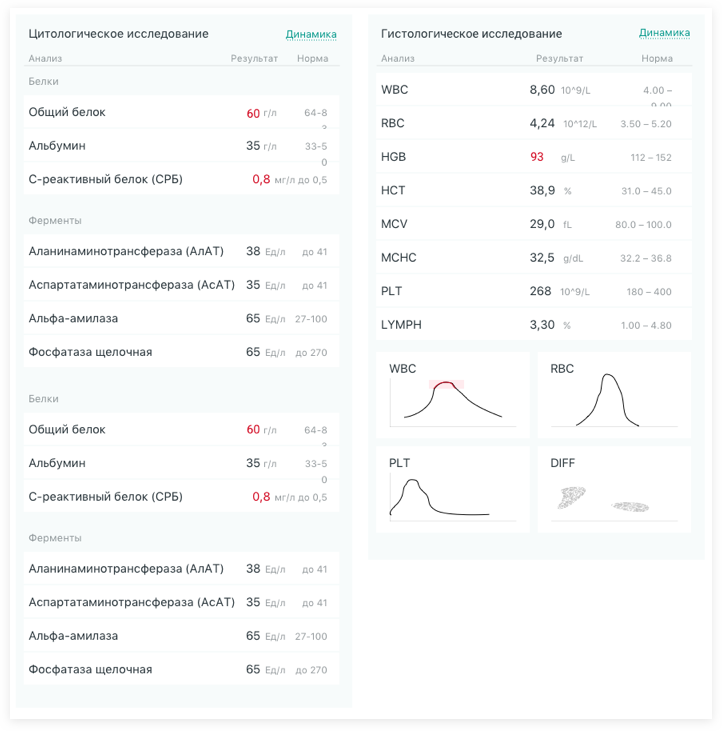 Цитологическое исследование
Динамика
Анализ Результат Норма
Белки
Общий белок 60 г/л 64-8
Альбумин 35 г/л 33-5
0
С-реактивный белок (СРБ) 0,8 мг/л до 0,5
Ферменты
Аланинаминотрансфераза (АлАТ) 38 Ед/л до 41
Аспартатаминотрансфераза (АсАТ) 35 Ед/л до 41
Альфа-амилаза 65 Ед/л 27-100
Фосфатаза щелочная 65 Ед/л до 270
Белки
Общий белок 60 г/л 64-8
Альбумин 35 г/л 33-5
0
С-реактивный белок (СРБ) 0,8 мг/л до 0,5
Ферменты
Аланинаминотрансфераза (АлАТ) 38 Ед/л до 41
Аспартатаминотрансфераза (АсАТ) 35 Ед/л до 41
Альфа-амилаза 65 Ед/л 27-100
Фосфатаза щелочная 65 Ед/л до 270
Гистологическое исследование
Динамика
Анализ Результат Норма
WBC 8,60 10^9/L 4.00 –
RBC 4,24 10^12/L 3.50 – 5.20
HGB 93 g/L 112 – 152
HCT 38,9 % 31.0 – 45.0
MCV 29,0 fL 80.0 – 100.0
MCHC 32,5 g/dL 32.2 – 36.8
PLT 268 10^9/L 180 – 400
LYMPH 3,30 % 1.00 – 4.80
WBC
RBC
PLT
DIFF